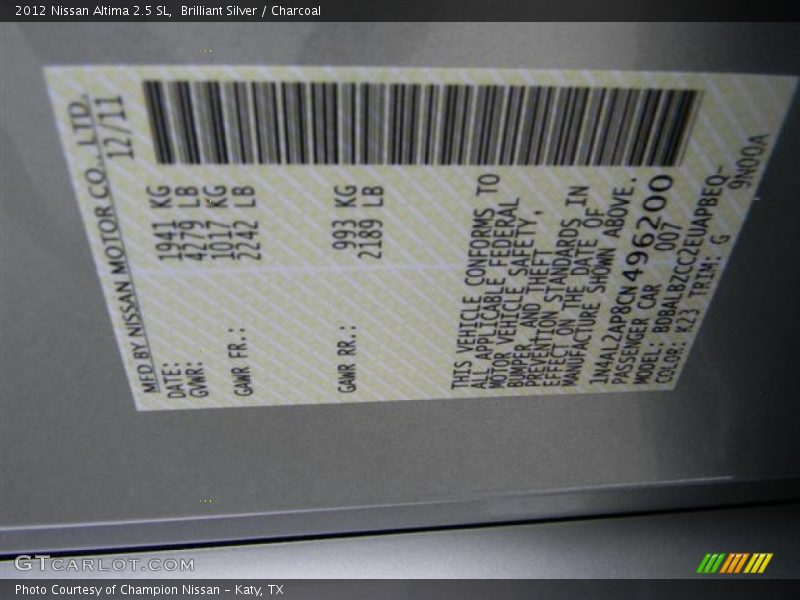 2012 Nissan Altima 2.5 SL,  Brilliant Silver / Charcoal
MFD BY NISSAN MOTOR CO., LTD.
DATE: 12/11
GVWR: 1941 KG
4279 LB
GAWR FR.: 1017 KG
2242 LB
GAWR RR.: 993 KG
2189 LB
THIS VEHICLE CONFORMS TO
ALL APPLICABLE FEDERAL
MOTOR VEHICLE SAFETY,
BUMPER, AND THEFT
PREVENTION STANDARDS IN
EFFECT ON THE DATE OF
MANUFACTURE SHOWN ABOVE.
1N4AL2AP8CN496200
PASSENGER CAR 007
MODEL: BDBALBZCC2EUAPBEQ-
COLOR: K23 TRIM: G 9N00A
GTCARLOT.COM
Photo Courtesy of Champion Nissan - Katy, TX